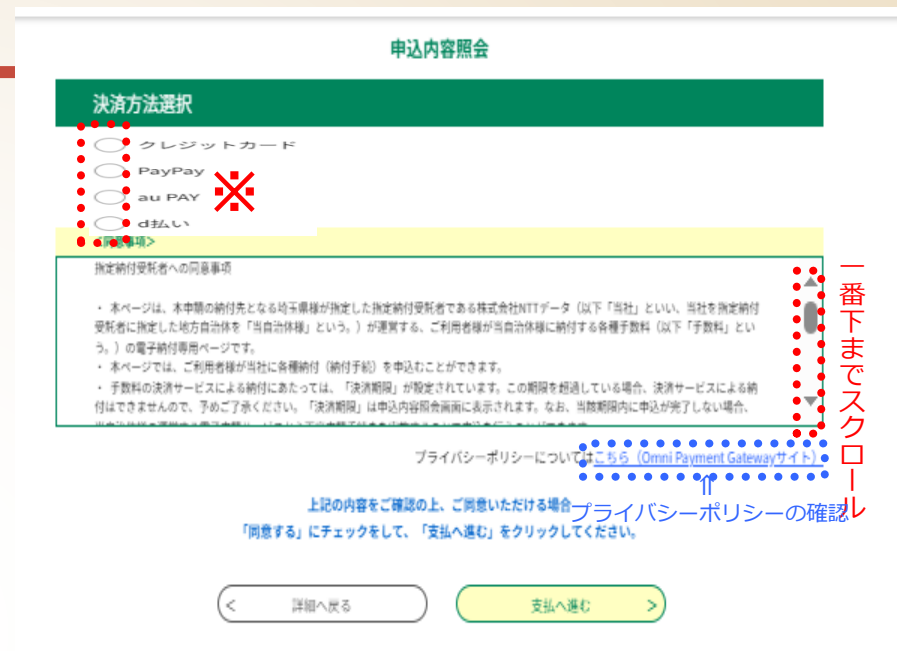 申込内容照会
決済方法選択
クレジットカード
PayPay
au PAY
※
d払い
<同意事項>
指定納付受託者への同意事項
・ 本ページは、本申請の納付先となる埼玉県様が指定した指定納付受託者である株式会社NTTデータ（以下「当社」といい、当社を指定納付
受託者に指定した地方自治体を「当自治体様」という。）が運営する、ご利用者様が当自治体様に納付する各種手数料（以下「手数料」とい
う。）の電子納付専用ページです。
・ 本ページでは、ご利用者様が当社に各種納付（納付手続）を申込むことができます。
・ 手数料の決済サービスによる納付にあたっては、「決済期限」が設定されています。この期限を超過している場合、決済サービスによる納
付はできませんので、予めご了承ください。「決済期限」は申込内容照会画面に表示されます。なお、当該期限内に申込が完了しない場合、
一番下までスクロール
プライバシーポリシーについてはこちら（Omni Payment Gatewayサイト）
⇑
プライバシーポリシーの確認
上記の内容をご確認の上、ご同意いただける場合
「同意する」にチェックをして、「支払へ進む」をクリックしてください。
< 詳細へ戻る
支払へ進む >